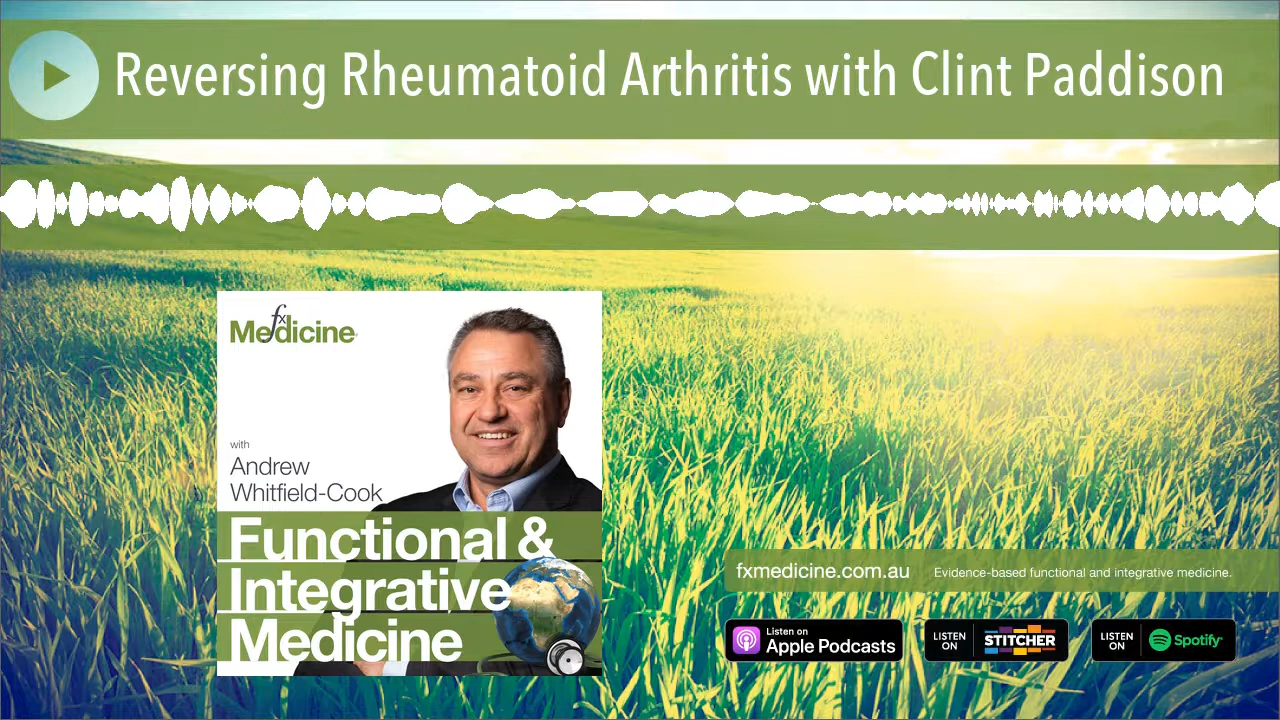 Reversing Rheumatoid Arthritis with Clint Paddison
fx
Medicine
with
Andrew
Whitfield-Cook
Functional &
Integrative
Medicine
fxmedicine.com.au
Evidence-based functional and integrative medicine.
Listen on
Apple Podcasts
LISTEN
ON
STITCHER
LISTEN
ON
Spotify